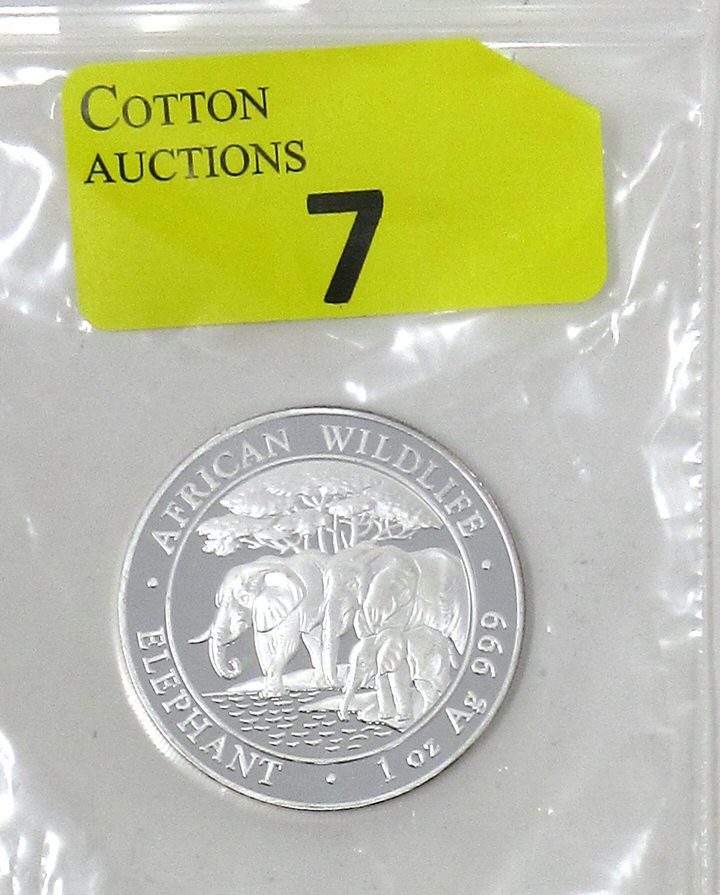 COTTON
AUCTIONS
7
AFRICAN WILDLIFE
ELEPHANT
1 oz Ag 999